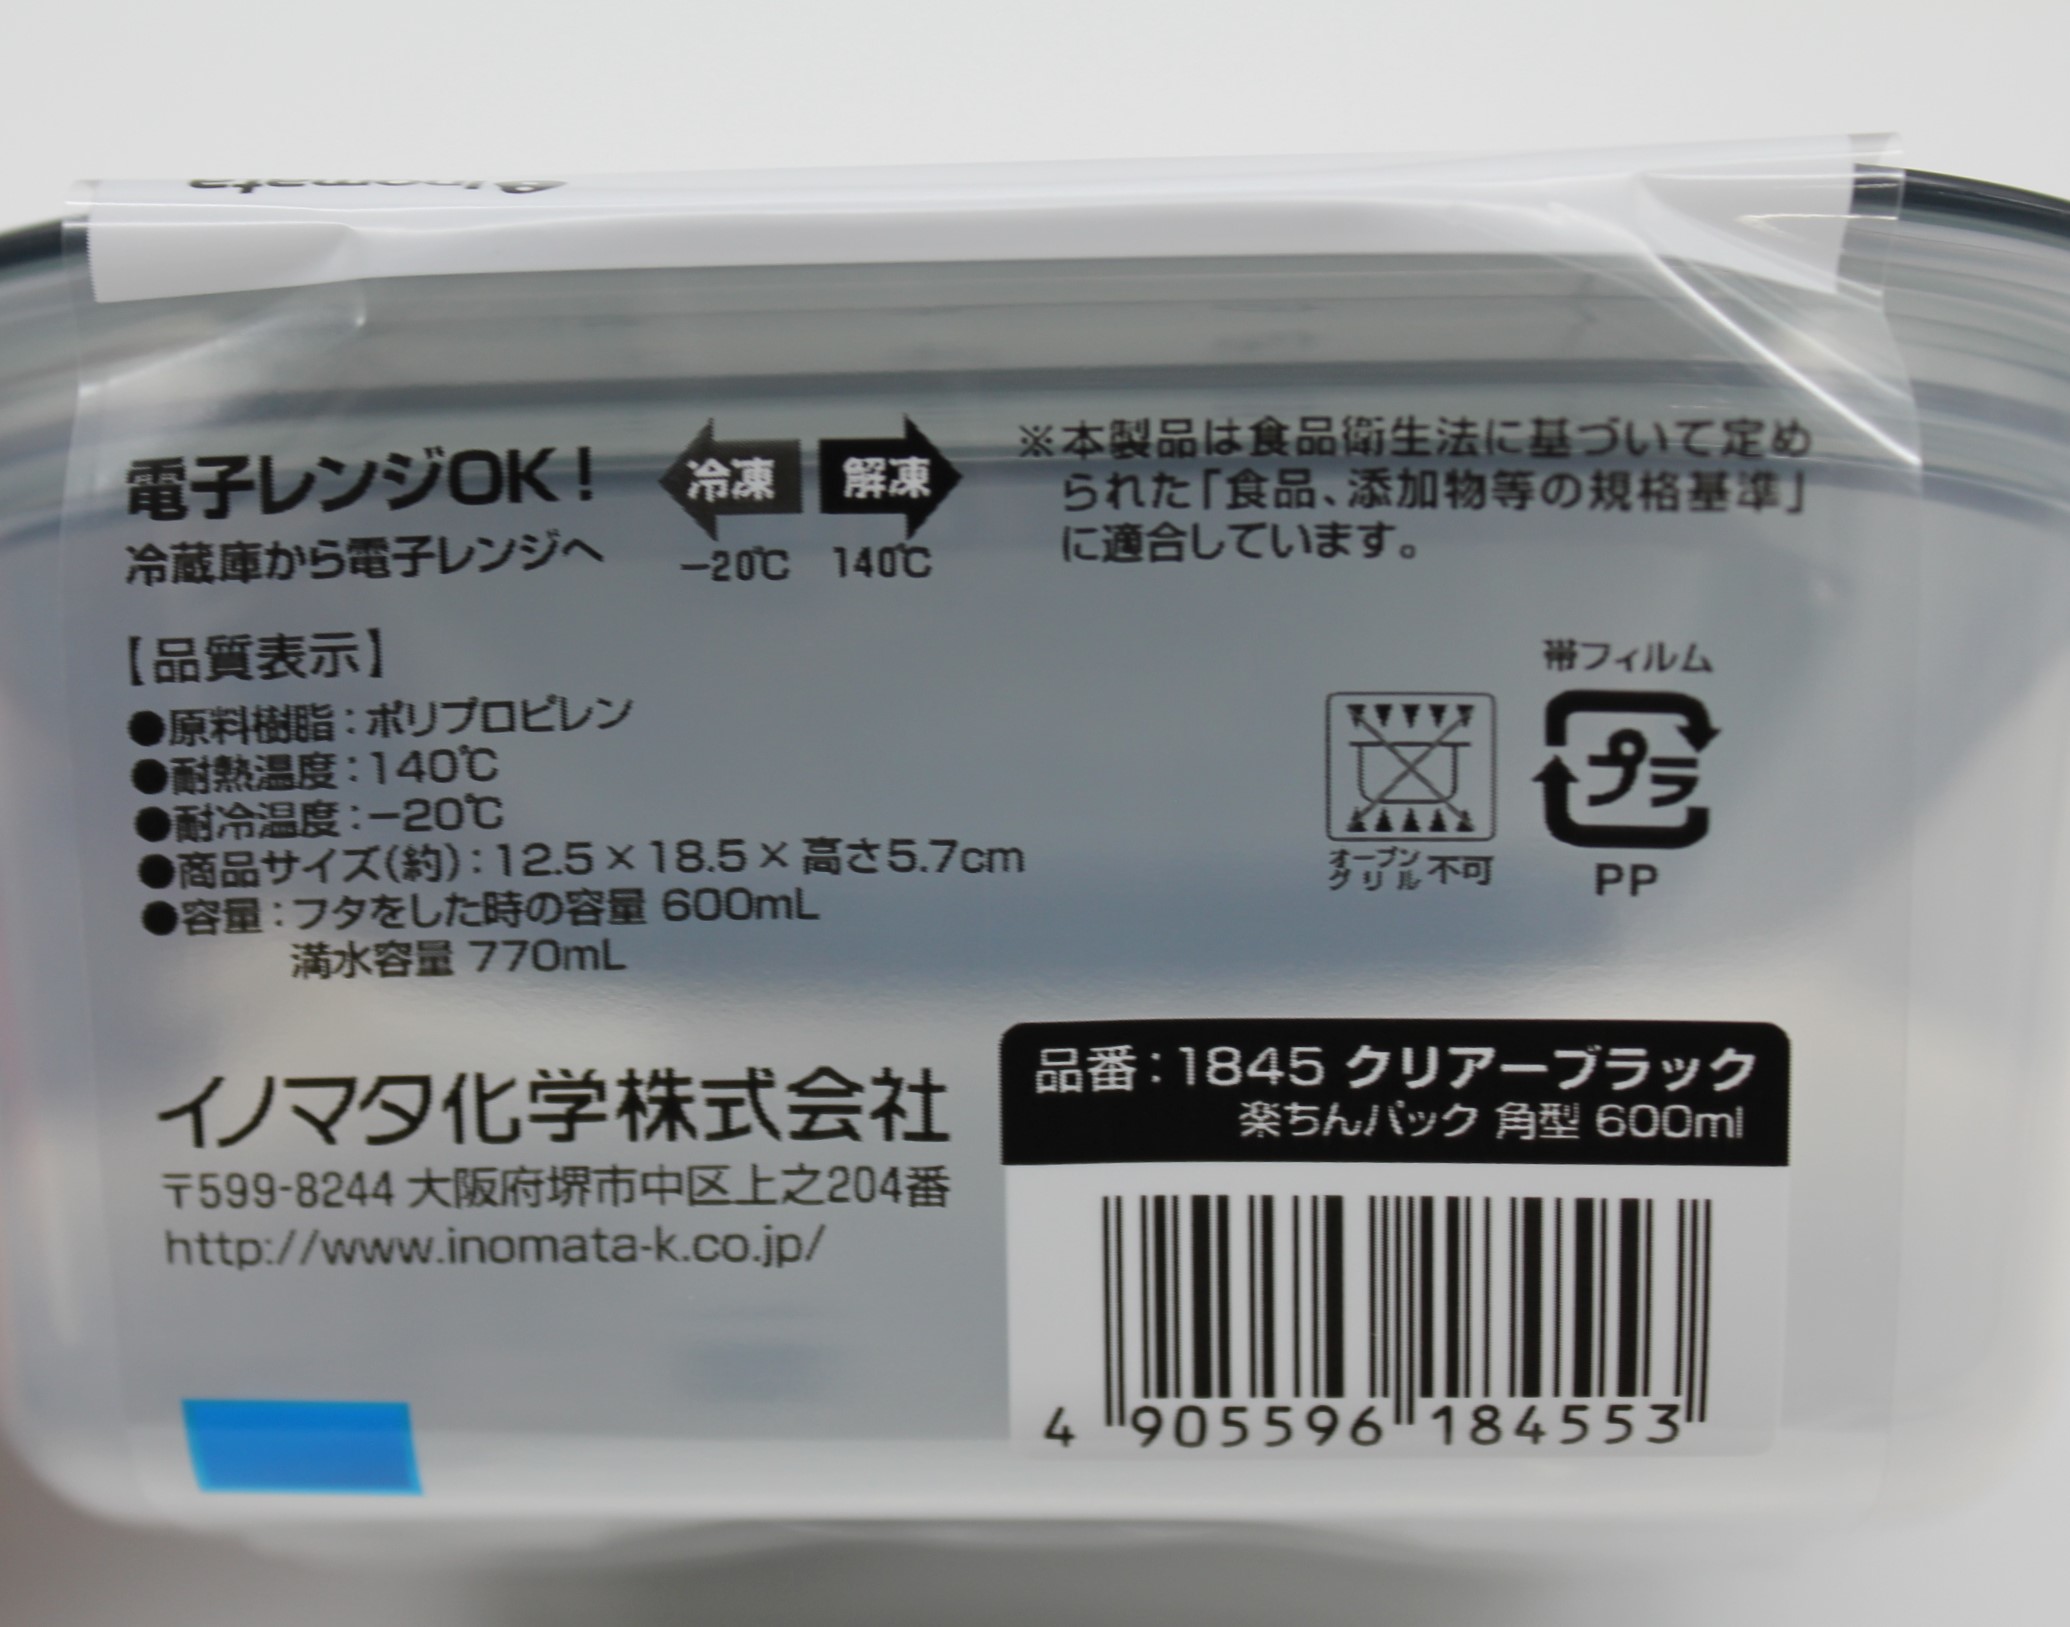 inomata
電子レンジOK!
冷蔵庫から電子レンジへ
冷凍
-20℃
解凍
140℃
※本製品は食品衛生法に基づいて定め
られた「食品、添加物等の規格基準」
に適合しています。
【品質表示】
●原料樹脂：ポリプロピレン
●耐熱温度：140℃
●耐冷温度：-20℃
●商品サイズ(約)：12.5×18.5×高さ5.7cm
●容量：フタをした時の容量 600mL
満水容量 770mL
オーブン
グリル
不可
帯フィルム
プラ
PP
イノマタ化学株式会社
〒599-8244 大阪府堺市中区上之204番
http://www.inomata-k.co.jp/
品番：1845 クリアーブラック
楽ちんパック 角型 600ml
4 905596 184553